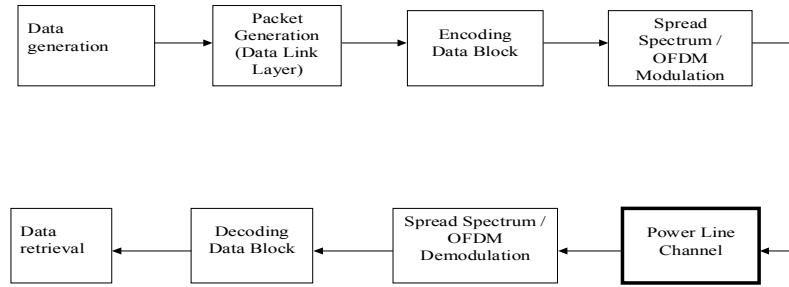 Data
generation
Packet
Generation
(Data Link
Layer)
Encoding
Data Block
Spread
Spectrum /
OFDM
Modulation
Data
retrieval
Decoding
Data Block
Spread Spectrum /
OFDM
Demodulation
Power Line
Channel